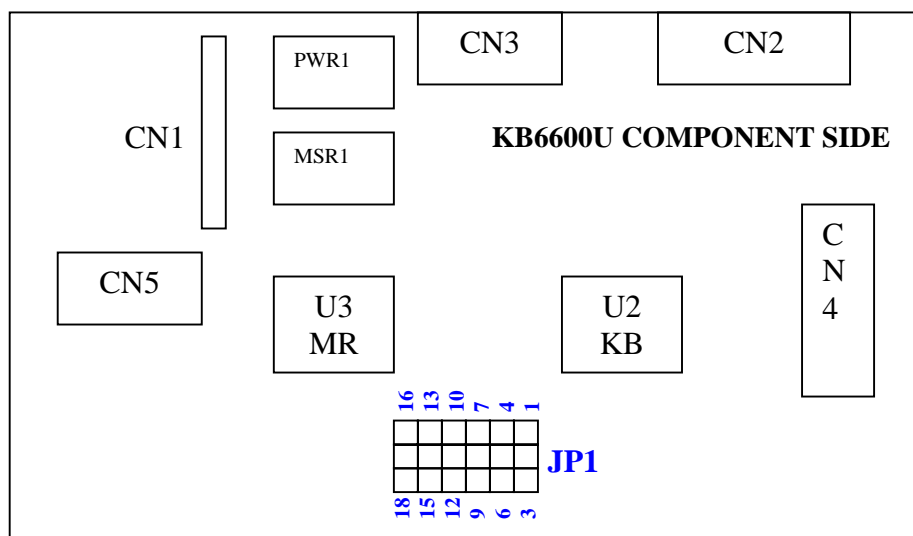 CN3
CN2
PWR1
CN1
MSR1
KB6600U COMPONENT SIDE
CN5
U3
MR
U2
KB
C
N
4
16 13 10 7 4 1
JP1
18 15 12 9 6 3